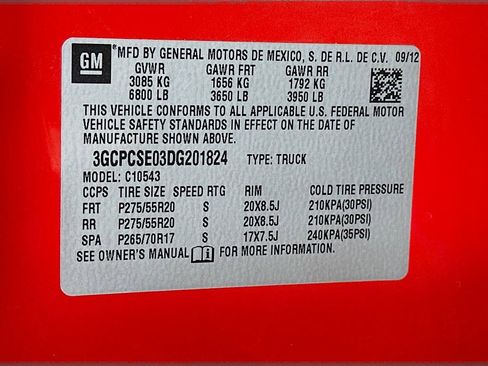 GM MFD BY GENERAL MOTORS DE MEXICO, S. DE R.L. DE C.V. 09/12
GVWR GAWR FRT GAWR RR
3085 KG 1656 KG 1792 KG
6800 LB 3650 LB 3950 LB
THIS VEHICLE CONFORMS TO ALL APPLICABLE U.S. FEDERAL MOTOR
VEHICLE SAFETY STANDARDS IN EFFECT ON THE DATE OF
MANUFACTURE SHOWN ABOVE.
3GCPCSE03DG201824 TYPE: TRUCK
MODEL: C10543
CCPS TIRE SIZE SPEED RTG RIM COLD TIRE PRESSURE
FRT P275/55R20 S 20X8.5J 210KPA(30PSI)
RR P275/55R20 S 20X8.5J 210KPA(30PSI)
SPA P265/70R17 S 17X7.5J 240KPA(35PSI)
SEE OWNER'S MANUAL FOR MORE INFORMATION.